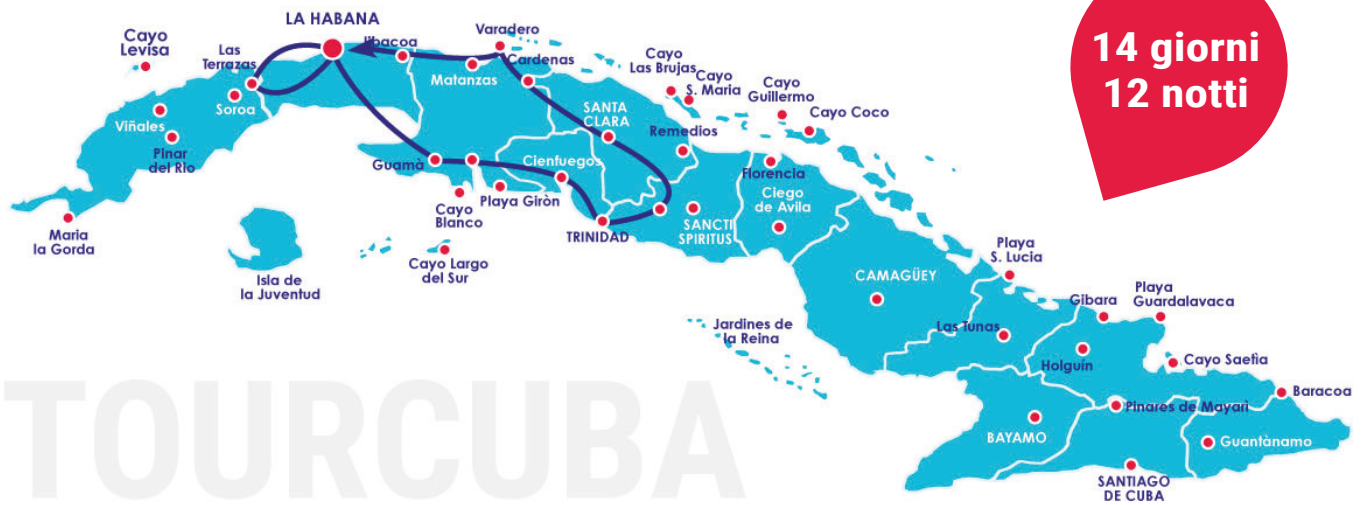 LA HABANA
14 giorni
12 notti
Cayo
Levisa
Las
Terrazas
Jibacoa
Varadero
Cardenas
Matanzas
Cayo
Las Brujas
Cayo
S. Maria
Cayo
Guillermo
Cayo Coco
Soroa
Viñales
Pinar
del Rio
SANTA
CLARA
Remedios
Guamà
Cienfuegos
Florencia
Ciego
de Avila
Playa Giròn
Cayo
Blanco
TRINIDAD
SANCTI
SPIRITUS
Maria
la Gorda
Isla de
la Juventud
Cayo Largo
del Sur
Playa
S. Lucia
CAMAGÜEY
Gibara
Playa
Guardalavaca
Jardines de
la Reina
Las Tunas
Holguín
Cayo Saetìa
Baracoa
Pinares de Mayarì
BAYAMO
Guantànamo
SANTIAGO
DE CUBA
TOURCUBA